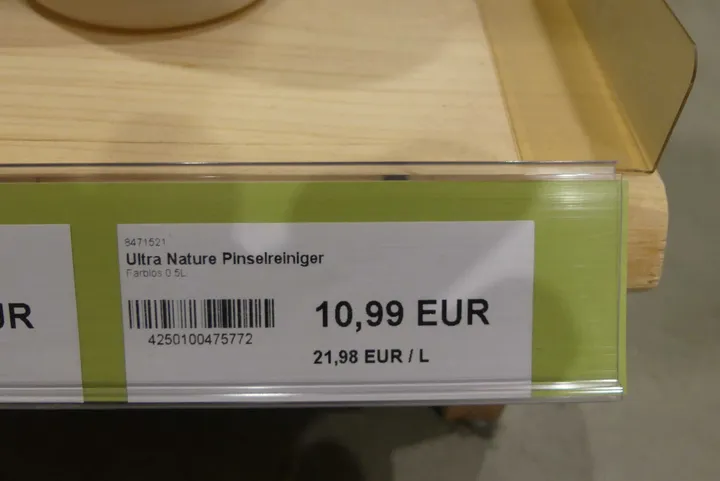 UR
8471521
Ultra Nature Pinselreiniger
Farblos 0.5L
4250100475772
10,99 EUR
21,98 EUR / L